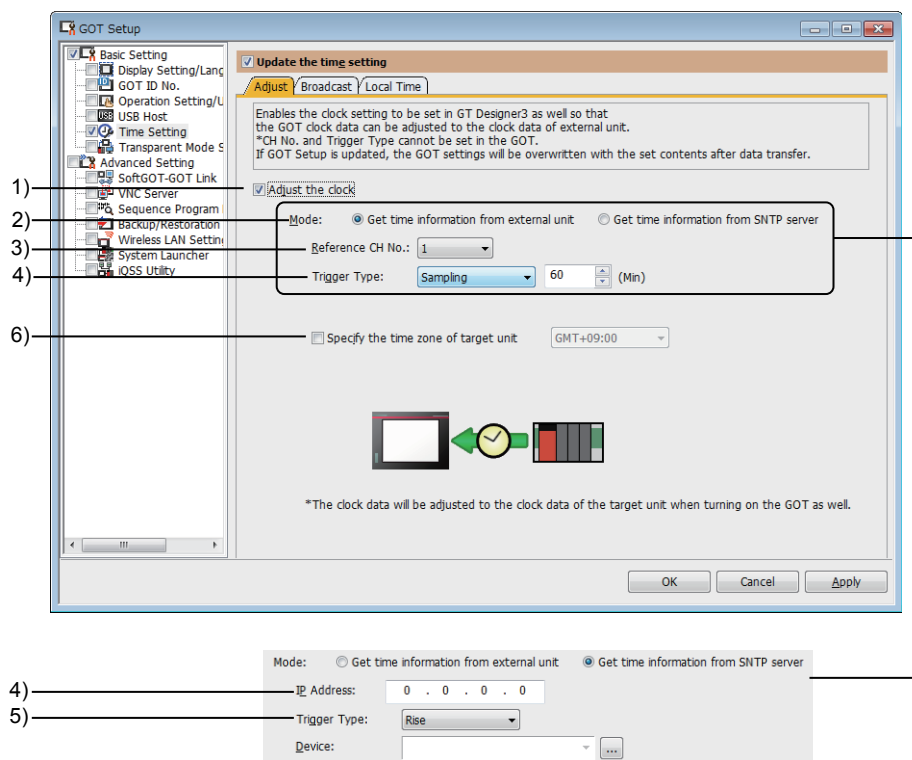 GOT Setup
Basic Setting
Display Setting/Lang
GOT ID No.
Operation Setting/U
USB Host
Time Setting
Transparent Mode S
Advanced Setting
SoftGOT-GOT Link
VNC Server
Sequence Program
Backup/Restoration
Wireless LAN Setting
System Launcher
iQSS Utility
Update the time setting
Adjust Broadcast Local Time
Enables the clock setting to be set in GT Designer3 as well so that
the GOT clock data can be adjusted to the clock data of external unit.
*CH No. and Trigger Type cannot be set in the GOT.
If GOT Setup is updated, the GOT settings will be overwritten with the set contents after data transfer.
1) Adjust the clock
2) Mode: Get time information from external unit Get time information from SNTP server
3) Reference CH No.: 1
4) Trigger Type: Sampling 60 (Min)
6) Specify the time zone of target unit GMT+09:00
*The clock data will be adjusted to the clock data of the target unit when turning on the GOT as well.
OK Cancel Apply
Mode: Get time information from external unit Get time information from SNTP server
4) IP Address: 0 . 0 . 0 . 0
5) Trigger Type: Rise
Device: ...